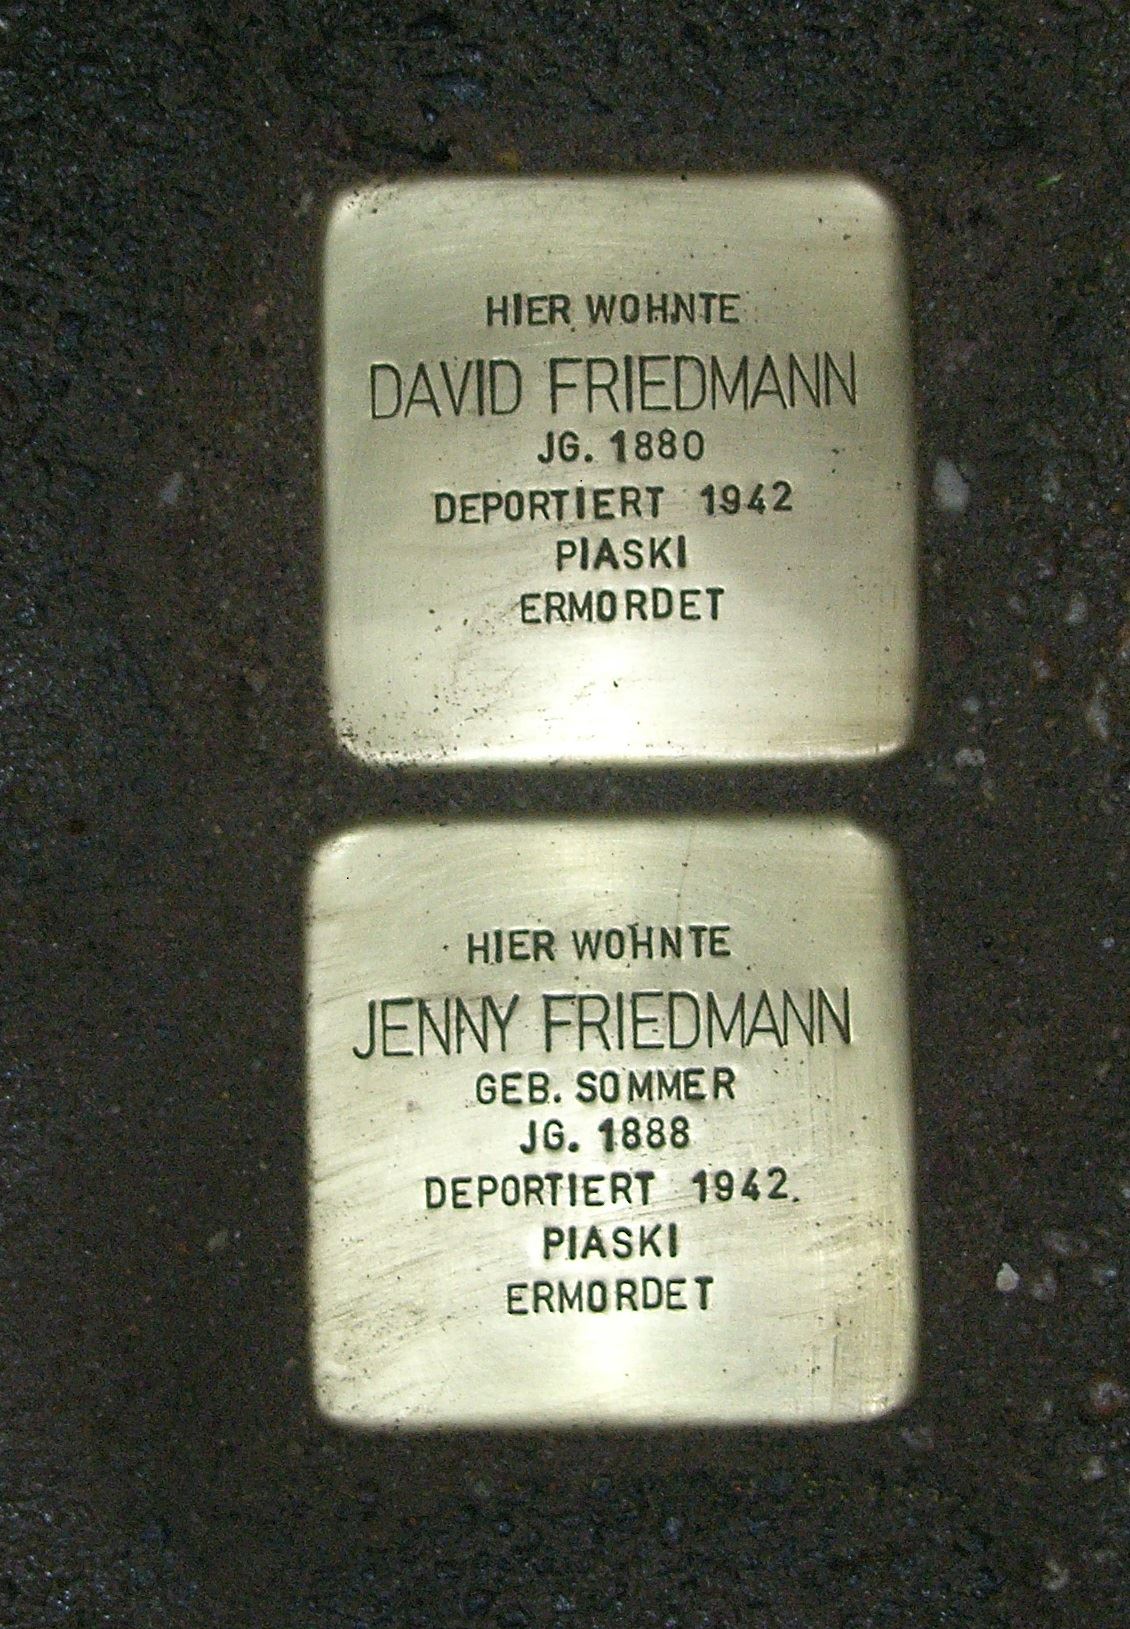 HIER WOHNTE
DAVID FRIEDMANN
JG. 1880
DEPORTIERT 1942
PIASKI
ERMORDET
HIER WOHNTE
JENNY FRIEDMANN
GEB. SOMMER
JG. 1888
DEPORTIERT 1942
PIASKI
ERMORDET